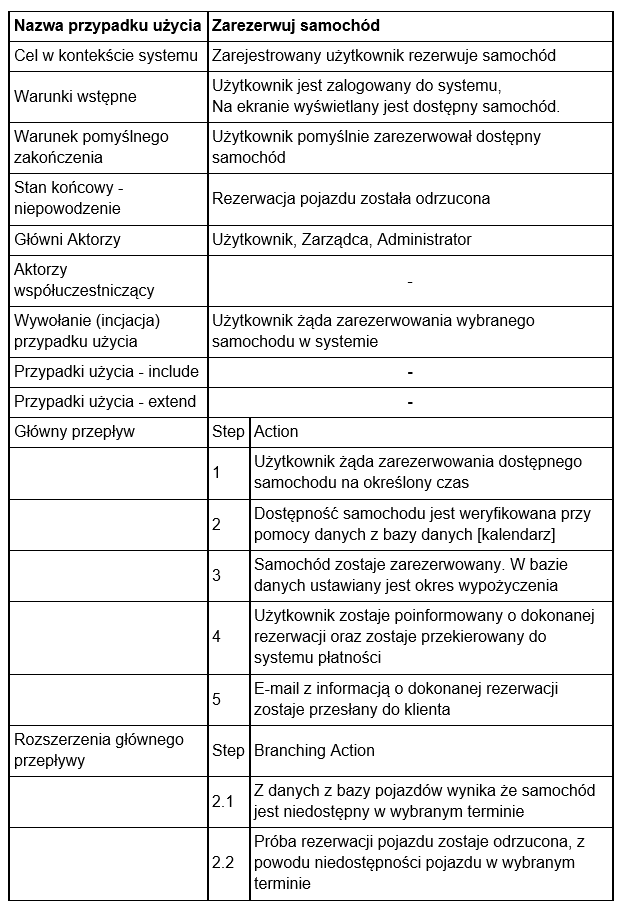 Nazwa przypadku użycia Zarezerwuj samochód
Cel w kontekście systemu Zarejestrowany użytkownik rezerwuje samochód
Warunki wstępne
Użytkownik jest zalogowany do systemu,
Na ekranie wyświetlany jest dostępny samochód.
Warunek pomyślnego
zakończenia
Użytkownik pomyślnie zarezerwował dostępny
samochód
Stan końcowy -
niepowodzenie
Rezerwacja pojazdu została odrzucona
Główni Aktorzy Użytkownik, Zarządca, Administrator
Aktorzy
współuczestniczący
-
Wywołanie (incjacja)
przypadku użycia
Użytkownik żąda zarezerwowania wybranego
samochodu w systemie
Przypadki użycia - include -
Przypadki użycia - extend -
Główny przepływ Step Action
1
Użytkownik żąda zarezerwowania dostępnego
samochodu na określony czas
2
Dostępność samochodu jest weryfikowana przy
pomocy danych z bazy danych [kalendarz]
3
Samochód zostaje zarezerwowany. W bazie
danych ustawiany jest okres wypożyczenia
4
Użytkownik zostaje poinformowany o dokonanej
rezerwacji oraz zostaje przekierowany do
systemu płatności
5
E-mail z informacją o dokonanej rezerwacji
zostaje przesłany do klienta
Rozszerzenia głównego
przepływy
Step Branching Action
2.1
Z danych z bazy pojazdów wynika że samochód
jest niedostępny w wybranym terminie
2.2
Próba rezerwacji pojazdu zostaje odrzucona, z
powodu niedostępności pojazdu w wybranym
terminie